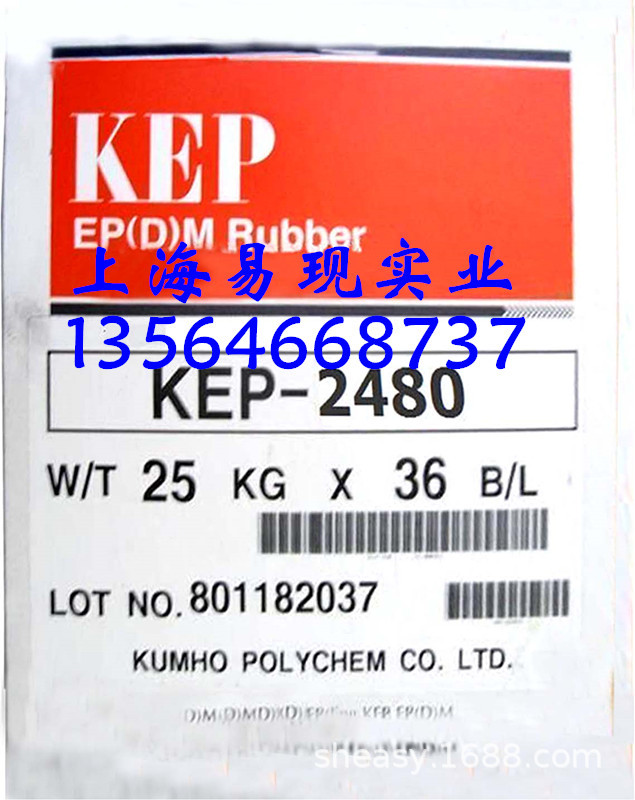 KEP
EP(D)M Rubber
上海易现实业
13564668737
KEP-2480
W/T 25 KG X 36 B/L
LOT NO. 801182037
KUMHO POLYCHEM CO. LTD.
sneasy.1688.com